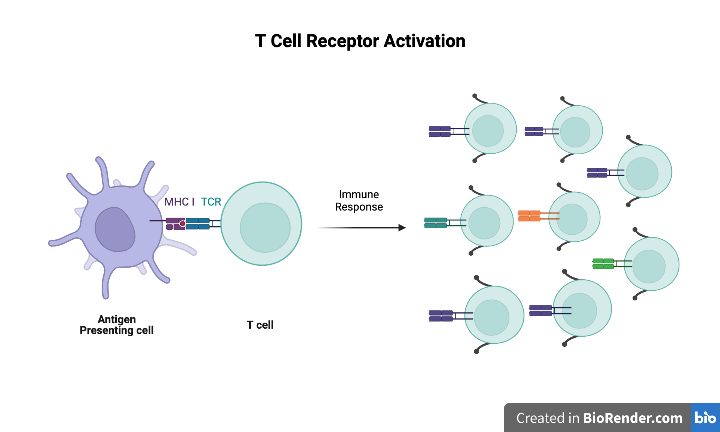 T Cell Receptor Activation
MHC I TCR
Immune
Response
Antigen
Presenting cell
T cell
Created in BioRender.com bio